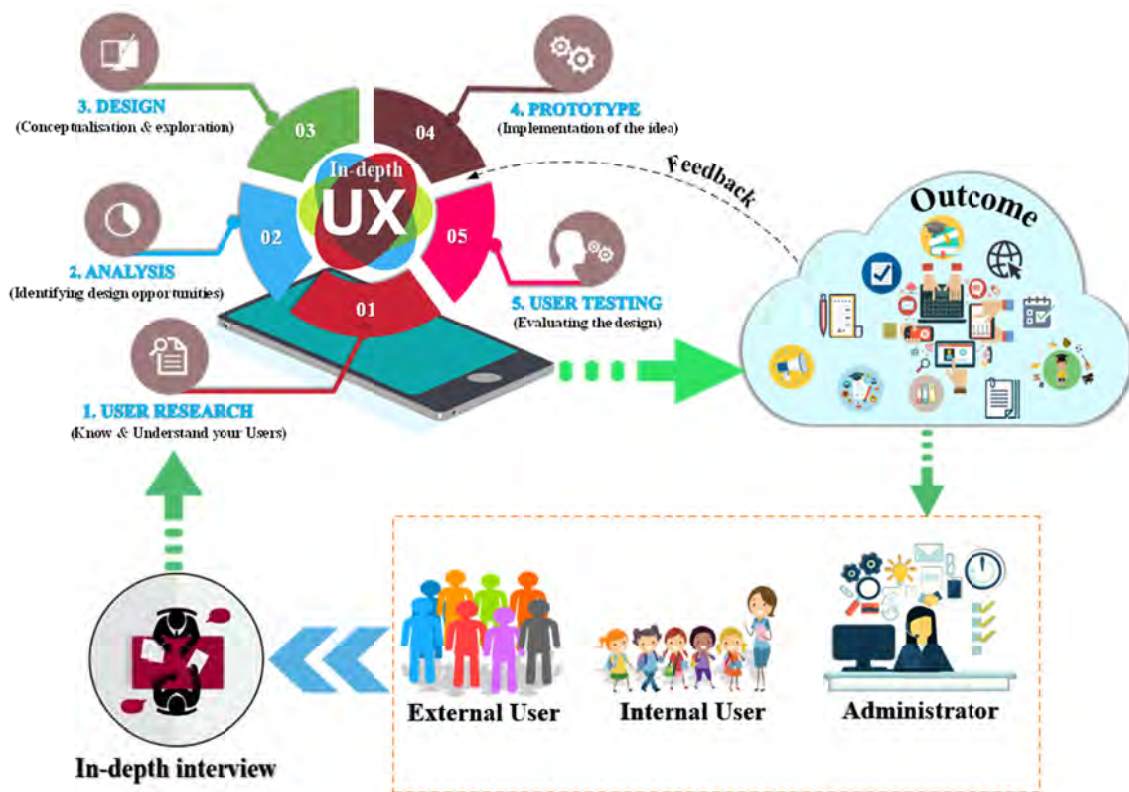 3. DESIGN
(Conceptualisation & exploration)
03
04
4. PROTOTYPE
(Implementation of the idea)
In-depth
UX
Feedback
Outcome
02
05
2. ANALYSIS
(Identifying design opportunities)
01
5. USER TESTING
(Evaluating the design)
1. USER RESEARCH
(Know & Understand your Users)
External User
Internal User
Administrator
In-depth interview